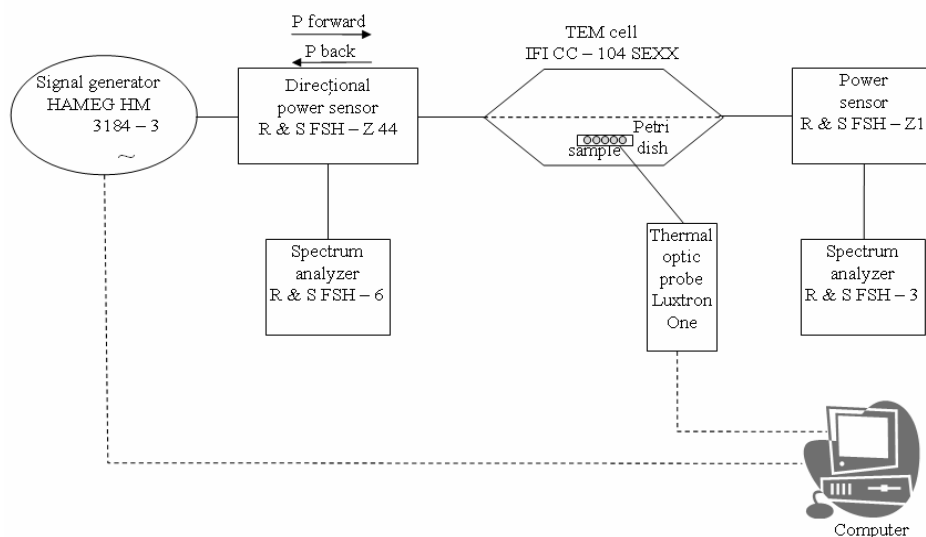 P forward
P back
TEM cell
IFI CC – 104 SEXX
Signal generator
HAMEG HM
3184 – 3
~
Directional
power sensor
R & S FSH – Z 44
Petri
dish
sample
Power
sensor
R & S FSH – Z1
Spectrum
analyzer
R & S FSH – 6
Thermal
optic
probe
Luxtron
One
Spectrum
analyzer
R & S FSH – 3
Computer